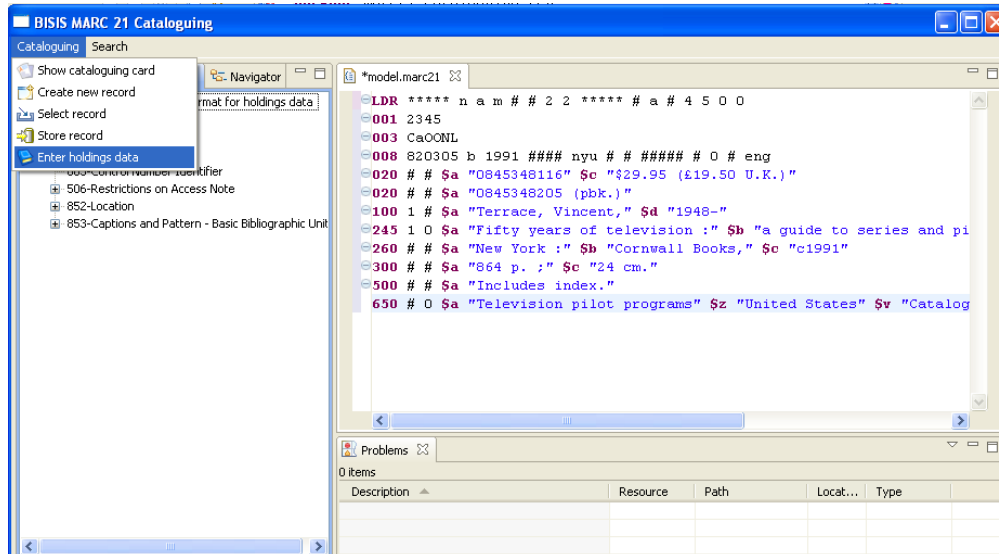 BISIS MARC 21 Cataloguing
Cataloguing Search
Show cataloguing card
Create new record
Select record
Store record
Enter holdings data
Navigator
rmat for holdings data
Control Number Identifier
506-Restrictions on Access Note
852-Location
853-Captions and Pattern - Basic Bibliographic Unit
*model.marc21
LDR ***** n a m # # 2 2 ***** # a # 4 5 0 0
001 2345
003 CaOONL
008 820305 b 1991 #### nyu # # ##### # 0 # eng
020 # # $a "0845348116" $c "$29.95 (£19.50 U.K.)"
020 # # $a "0845348205 (pbk.)"
100 1 # $a "Terrace, Vincent," $d "1948-"
245 1 0 $a "Fifty years of television :" $b "a guide to series and pi
260 # # $a "New York :" $b "Cornwall Books," $c "c1991"
300 # # $a "864 p. ;" $c "24 cm."
500 # # $a "Includes index."
650 # 0 $a "Television pilot programs" $z "United States" $v "Catalog
Problems
0 items
Description Resource Path Locat... Type